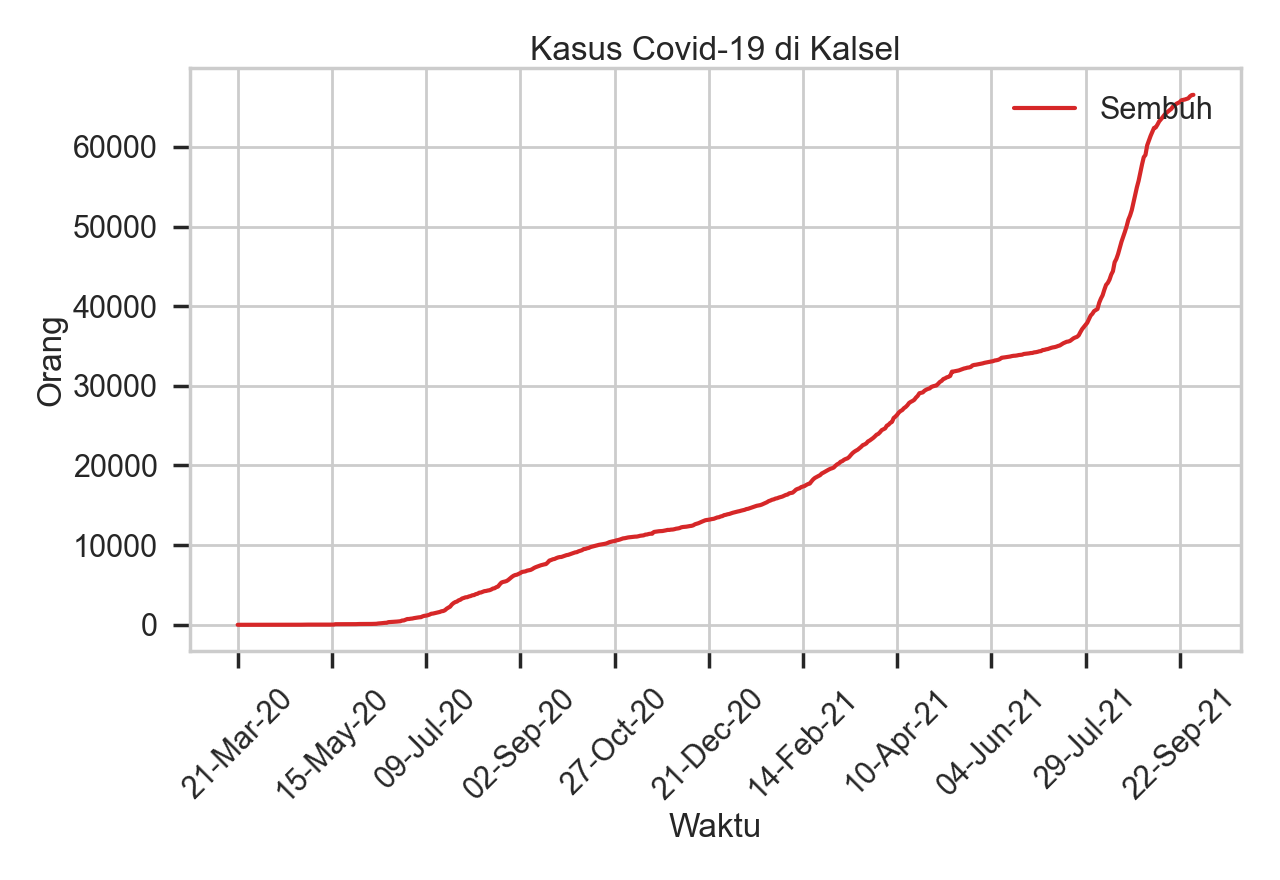 Kasus Covid-19 di Kalsel
Sembuh
Orang
60000
50000
40000
30000
20000
10000
0
21-Mar-20
15-May-20
09-Jul-20
02-Sep-20
27-Oct-20
21-Dec-20
14-Feb-21
10-Apr-21
04-Jun-21
29-Jul-21
22-Sep-21
Waktu